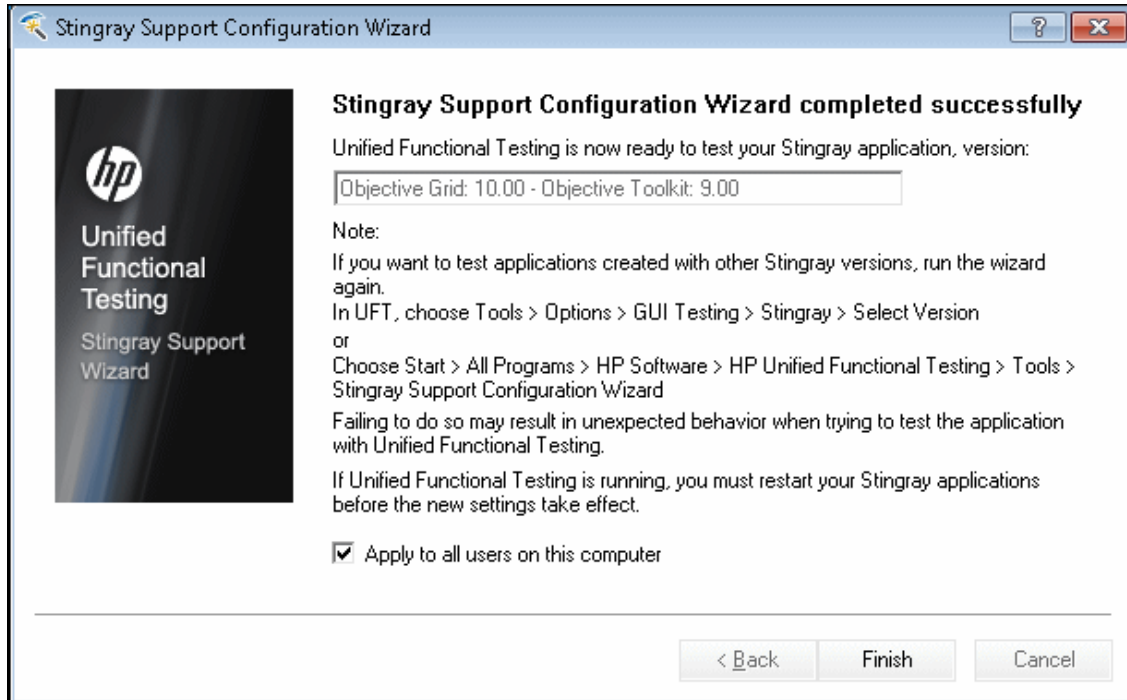 Stingray Support Configuration Wizard
?
X
hp
Unified
Functional
Testing
Stingray Support
Wizard
Stingray Support Configuration Wizard completed successfully
Unified Functional Testing is now ready to test your Stingray application, version:
Objective Grid: 10.00 - Objective Toolkit: 9.00
Note:
If you want to test applications created with other Stingray versions, run the wizard
again.
In UFT, choose Tools > Options > GUI Testing > Stingray > Select Version
or
Choose Start > All Programs > HP Software > HP Unified Functional Testing > Tools >
Stingray Support Configuration Wizard
Failing to do so may result in unexpected behavior when trying to test the application
with Unified Functional Testing.
If Unified Functional Testing is running, you must restart your Stingray applications
before the new settings take effect.
Apply to all users on this computer
< Back
Finish
Cancel